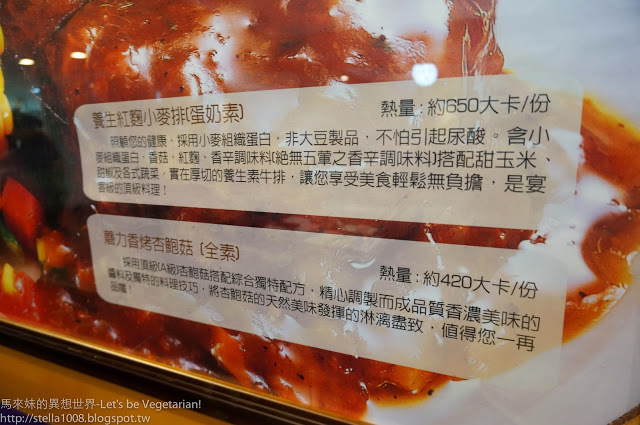 養生紅麴小麥排(蛋奶素) 熱量：約650大卡/份
照顧您的健康，採用小麥組織蛋白，非大豆製品，不怕引起尿酸。含小
麥組織蛋白、香菇、紅麴、香辛調味料(絕無五葷之香辛調味料)搭配甜玉米、
甜椒及各式蔬菜，實在厚切的養生素牛排，讓您享受美食輕鬆無負擔，是宴
客級的頂級料理！
蘑力香烤杏鮑菇（全素） 熱量：約420大卡/份
採用頂級(A級)杏鮑菇搭配綜合獨特配方，精心調製而成品質香濃美味的
醬料及獨特的料理技巧，將杏鮑菇的天然美味發揮的淋漓盡致，值得您一再
品嚐！
馬來妹的異想世界-Let's be Vegetarian!
http://stella1008.blogspot.tw